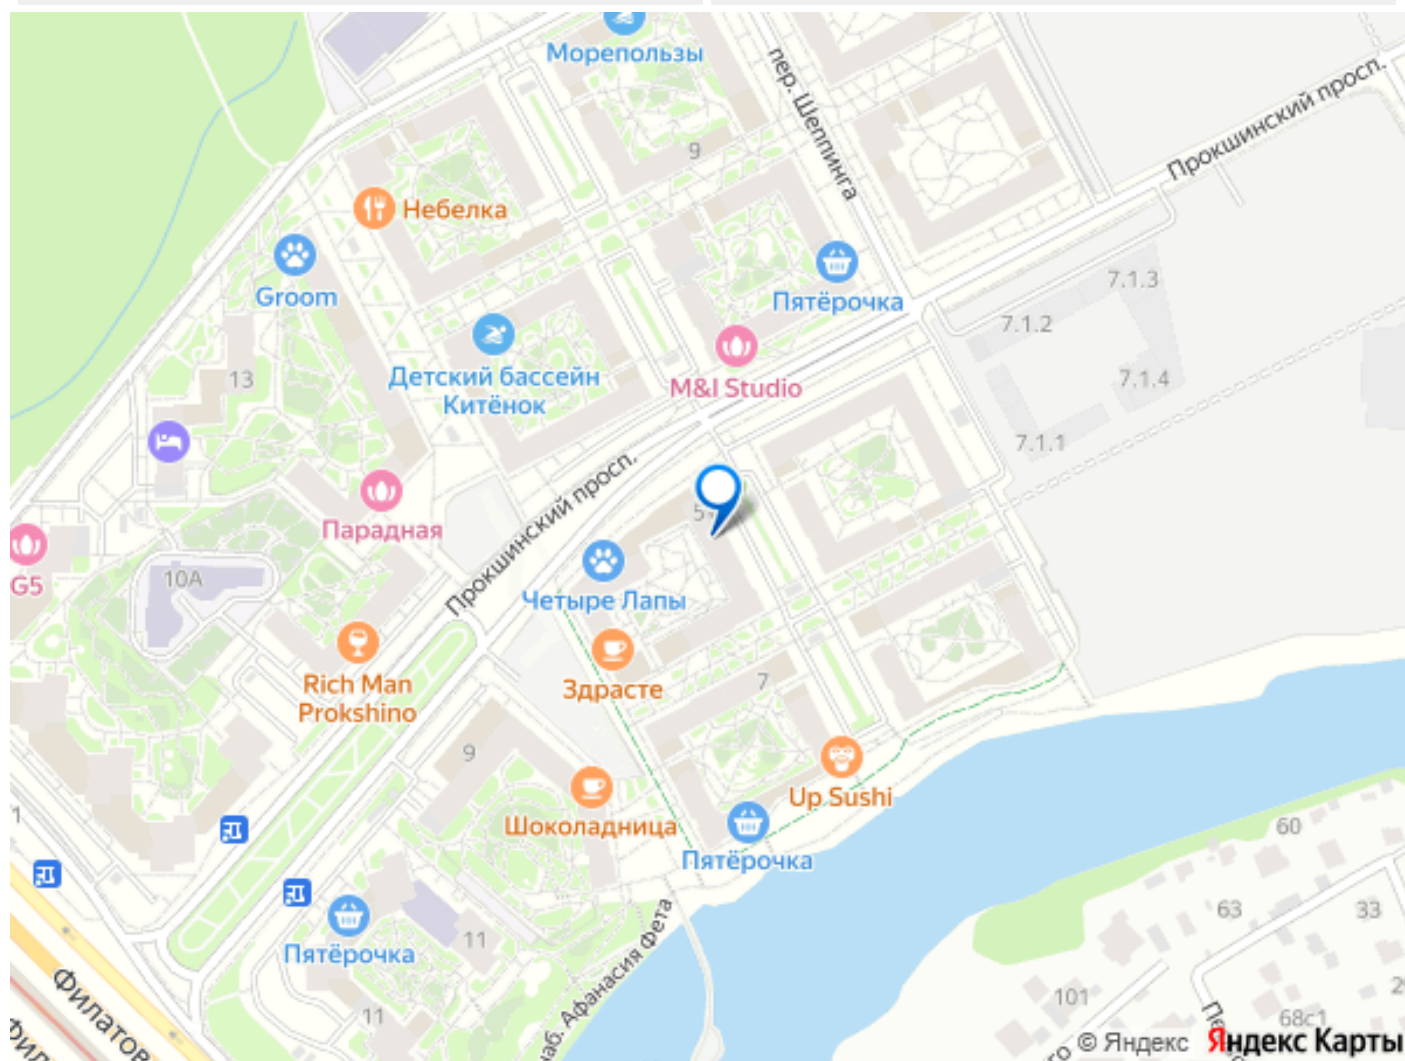 Морепользы
пер. Шеппинга
Прокшинский просп.
9
Небелка
Groom
Пятёрочка
7.1.3
7.1.2
7.1.4
7.1.1
M&I Studio
Детский бассейн
Китёнок
13
Парадная
Прокшинский просп.
G5
10А
Четыре Лапы
Здрасте
7
Rich Man
Prokshino
9
Up Sushi
Шоколадница
Пятёрочка
1
60
63
33
Пятёрочка
11
наб. Афанасия Фета
11
101
68с1
© Яндекс
Яндекс Карты